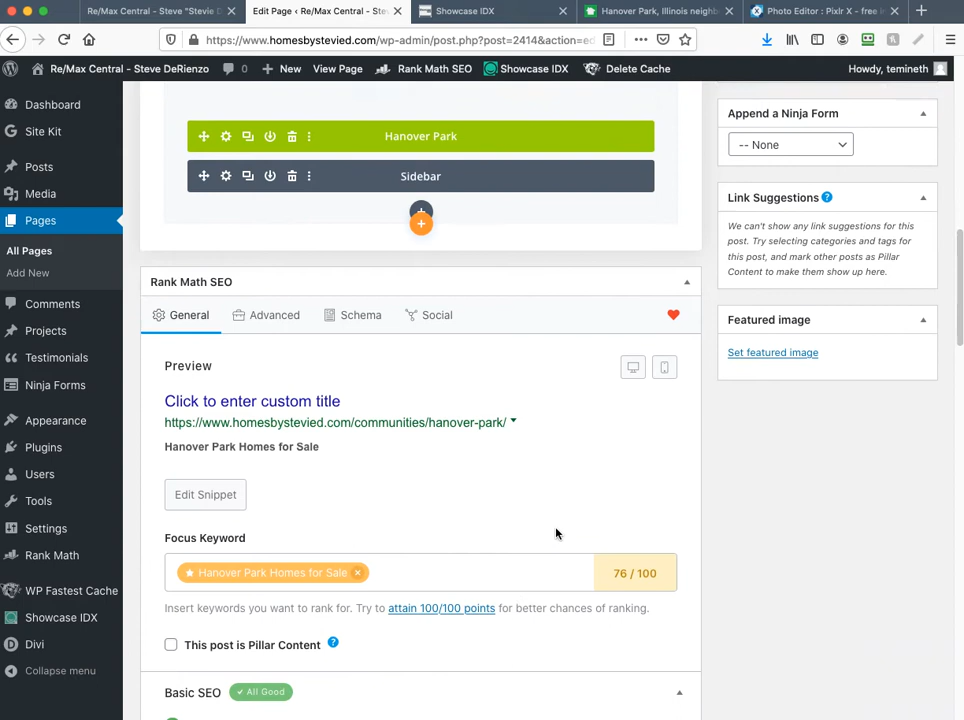 Re/Max Central - Steve "Stevie D
Edit Page ‹ Re/Max Central - Stev
Showcase IDX
Hanover Park, Illinois neighb
Photo Editor : Pixlr X - free i
https://www.homesbystevied.com/wp-admin/post.php?post=2414&action=ed
Re/Max Central - Steve DeRienzo
0
New
View Page
Rank Math SEO
Showcase IDX
Delete Cache
Howdy, temineth
Dashboard
Site Kit
Posts
Media
Pages
All Pages
Add New
Comments
Projects
Testimonials
Ninja Forms
Appearance
Plugins
Users
Tools
Settings
Rank Math
WP Fastest Cache
Showcase IDX
Divi
Collapse menu
Hanover Park
Sidebar
Rank Math SEO
General
Advanced
Schema
Social
Preview
Click to enter custom title
https://www.homesbystevied.com/communities/hanover-park/
Hanover Park Homes for Sale
Edit Snippet
Focus Keyword
Hanover Park Homes for Sale
76 / 100
Insert keywords you want to rank for. Try to attain 100/100 points for better chances of ranking.
This post is Pillar Content
Basic SEO
All Good
Append a Ninja Form
-- None
Link Suggestions
We can't show any link suggestions for this
post. Try selecting categories and tags for
this post, and mark other posts as Pillar
Content to make them show up here.
Featured image
Set featured image